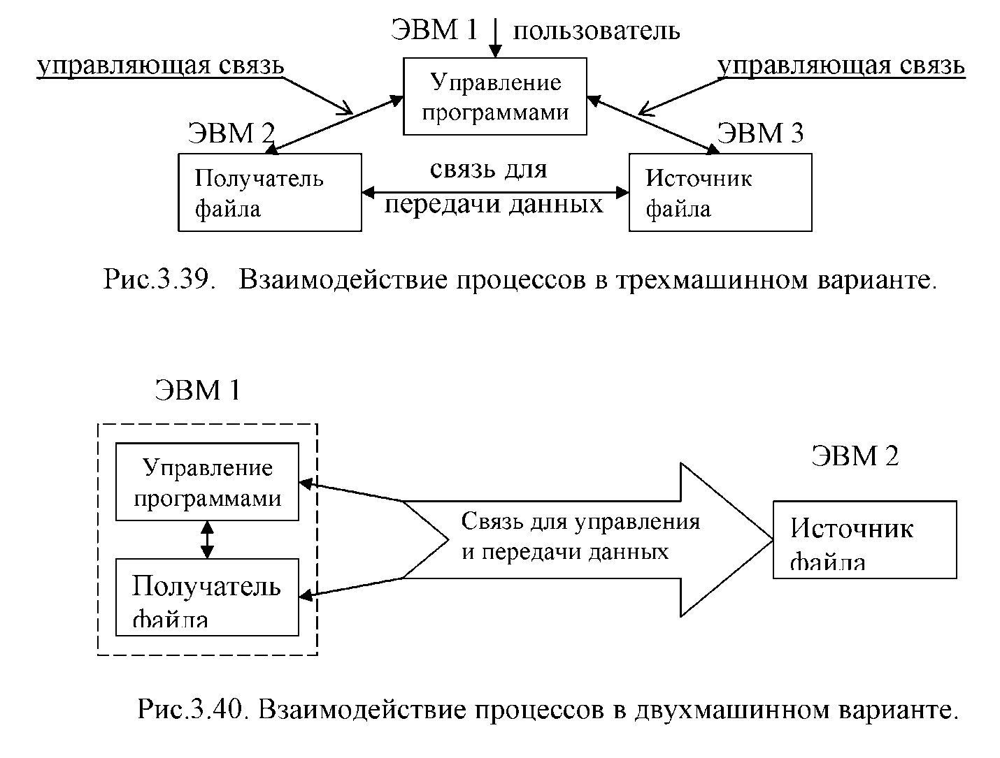 ЭВМ 1 пользователь
управляющая связь
управляющая связь
Управление
программами
ЭВМ 2
ЭВМ 3
Получатель
файла
связь для
передачи данных
Источник
файла
Рис.3.39. Взаимодействие процессов в трехмашинном варианте.
ЭВМ 1
Управление
программами
Получатель
файла
Связь для управления
и передачи данных
ЭВМ 2
Источник
файла
Рис.3.40. Взаимодействие процессов в двухмашинном варианте.